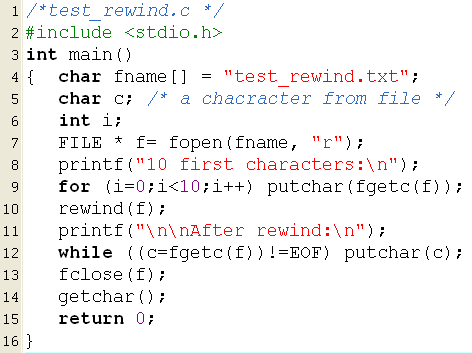 1 /*test_rewind.c */
2 #include <stdio.h>
3 int main()
4 {  char fname[] = "test_rewind.txt";
5    char c; /* a chacracter from file */
6    int i;
7    FILE * f= fopen(fname, "r");
8    printf("10 first characters:\n");
9    for (i=0;i<10;i++) putchar(fgetc(f));
10    rewind(f);
11    printf("\n\nAfter rewind:\n");
12    while ((c=fgetc(f))!=EOF) putchar(c);
13    fclose(f);
14    getchar();
15    return 0;
16 }